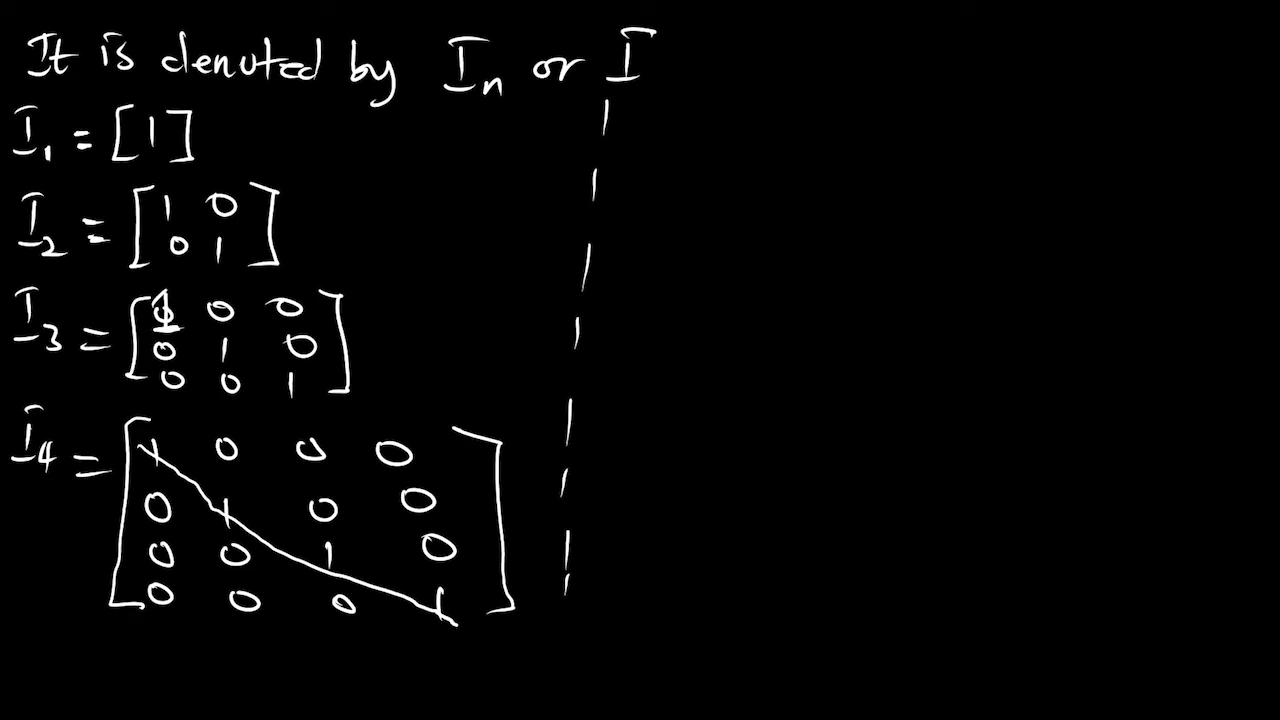 It is denoted by In or I
I1 = [1]
I2 = [1 0
0 1]
I3 = [1 0 0
0 1 0
0 0 1]
I4 = [1 0 0 0
0 1 0 0
0 0 1 0
0 0 0 1]